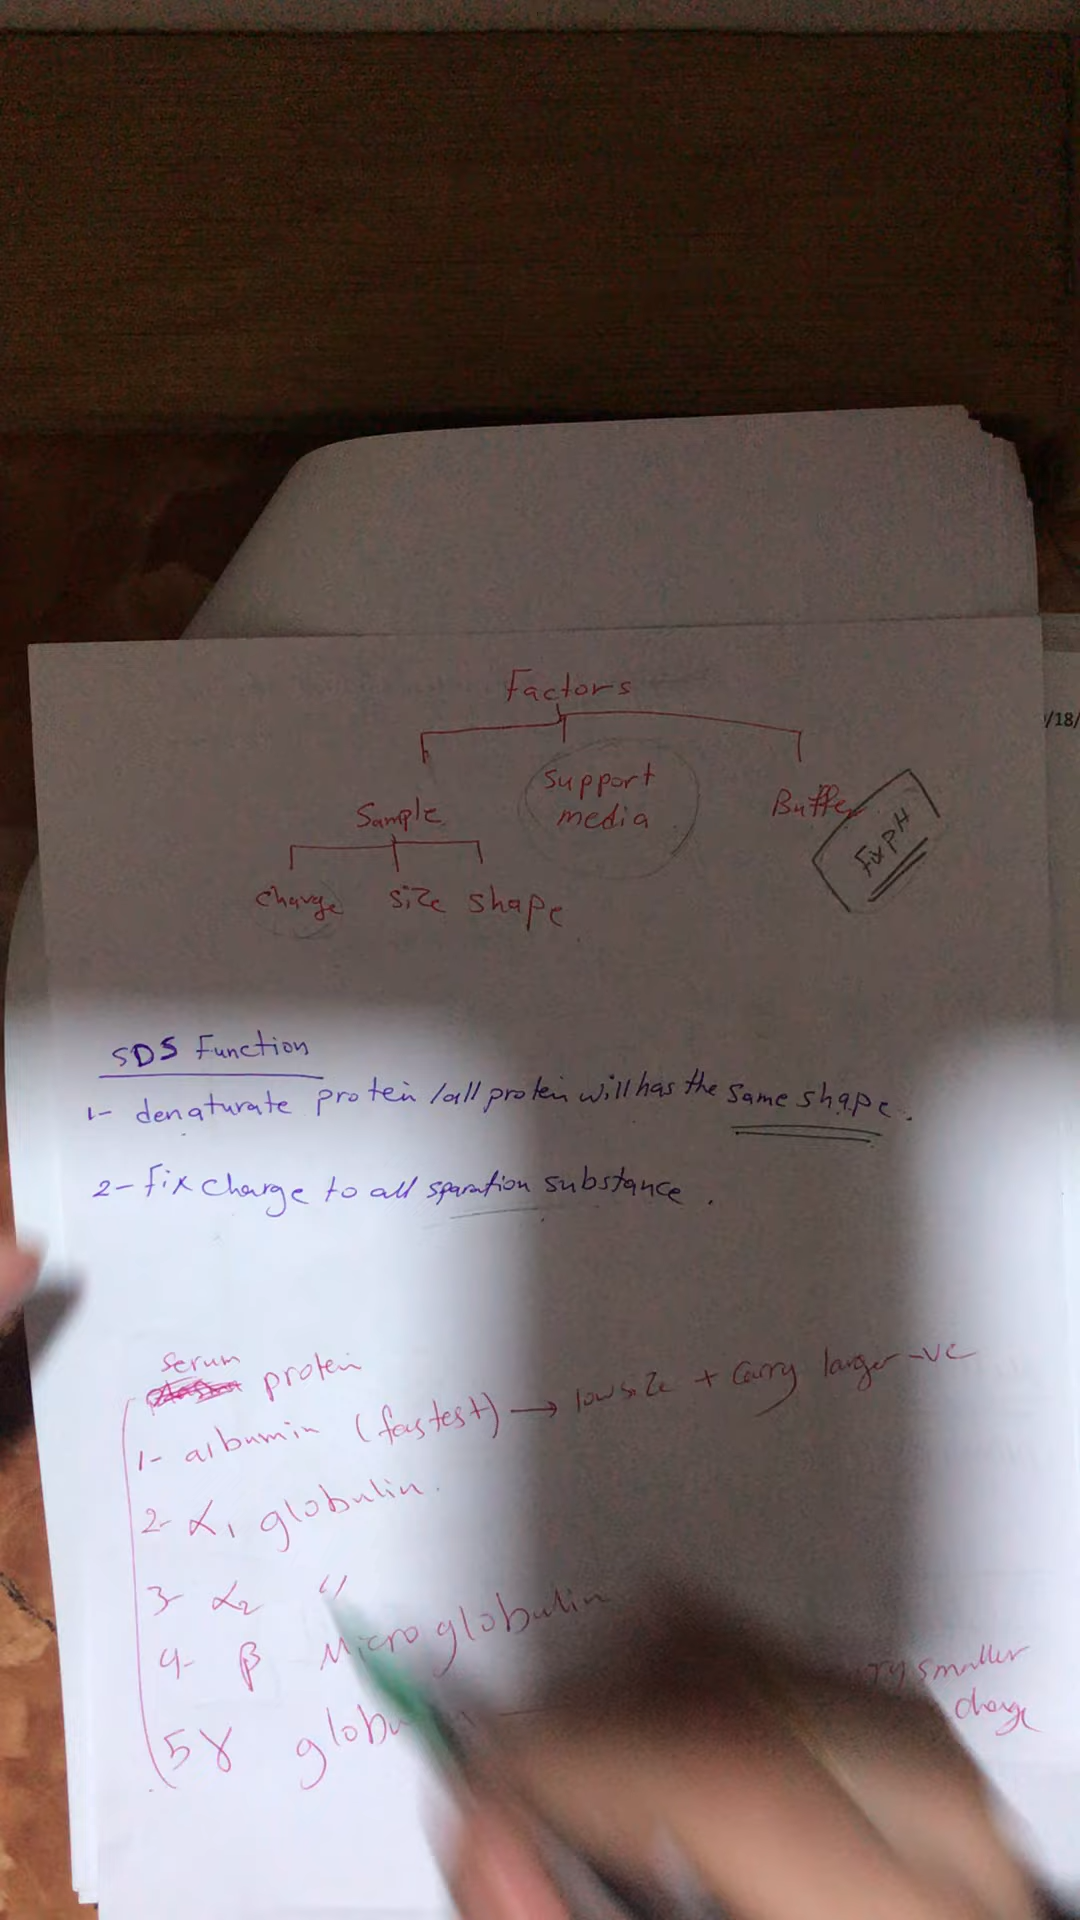 Factors
/18/
Sample
Support media
Buffer
Fix pH
charge size shape
SDS Function
1- denaturate protein /all protein will has the same shape.
2- fix charge to all sparation substance.
serum protein
1- albumin (fastest) → low size + carry larger -ve
2- α1 globulin.
3- α2 "
4- β Microglobulin
5 γ globu
smaller
charge